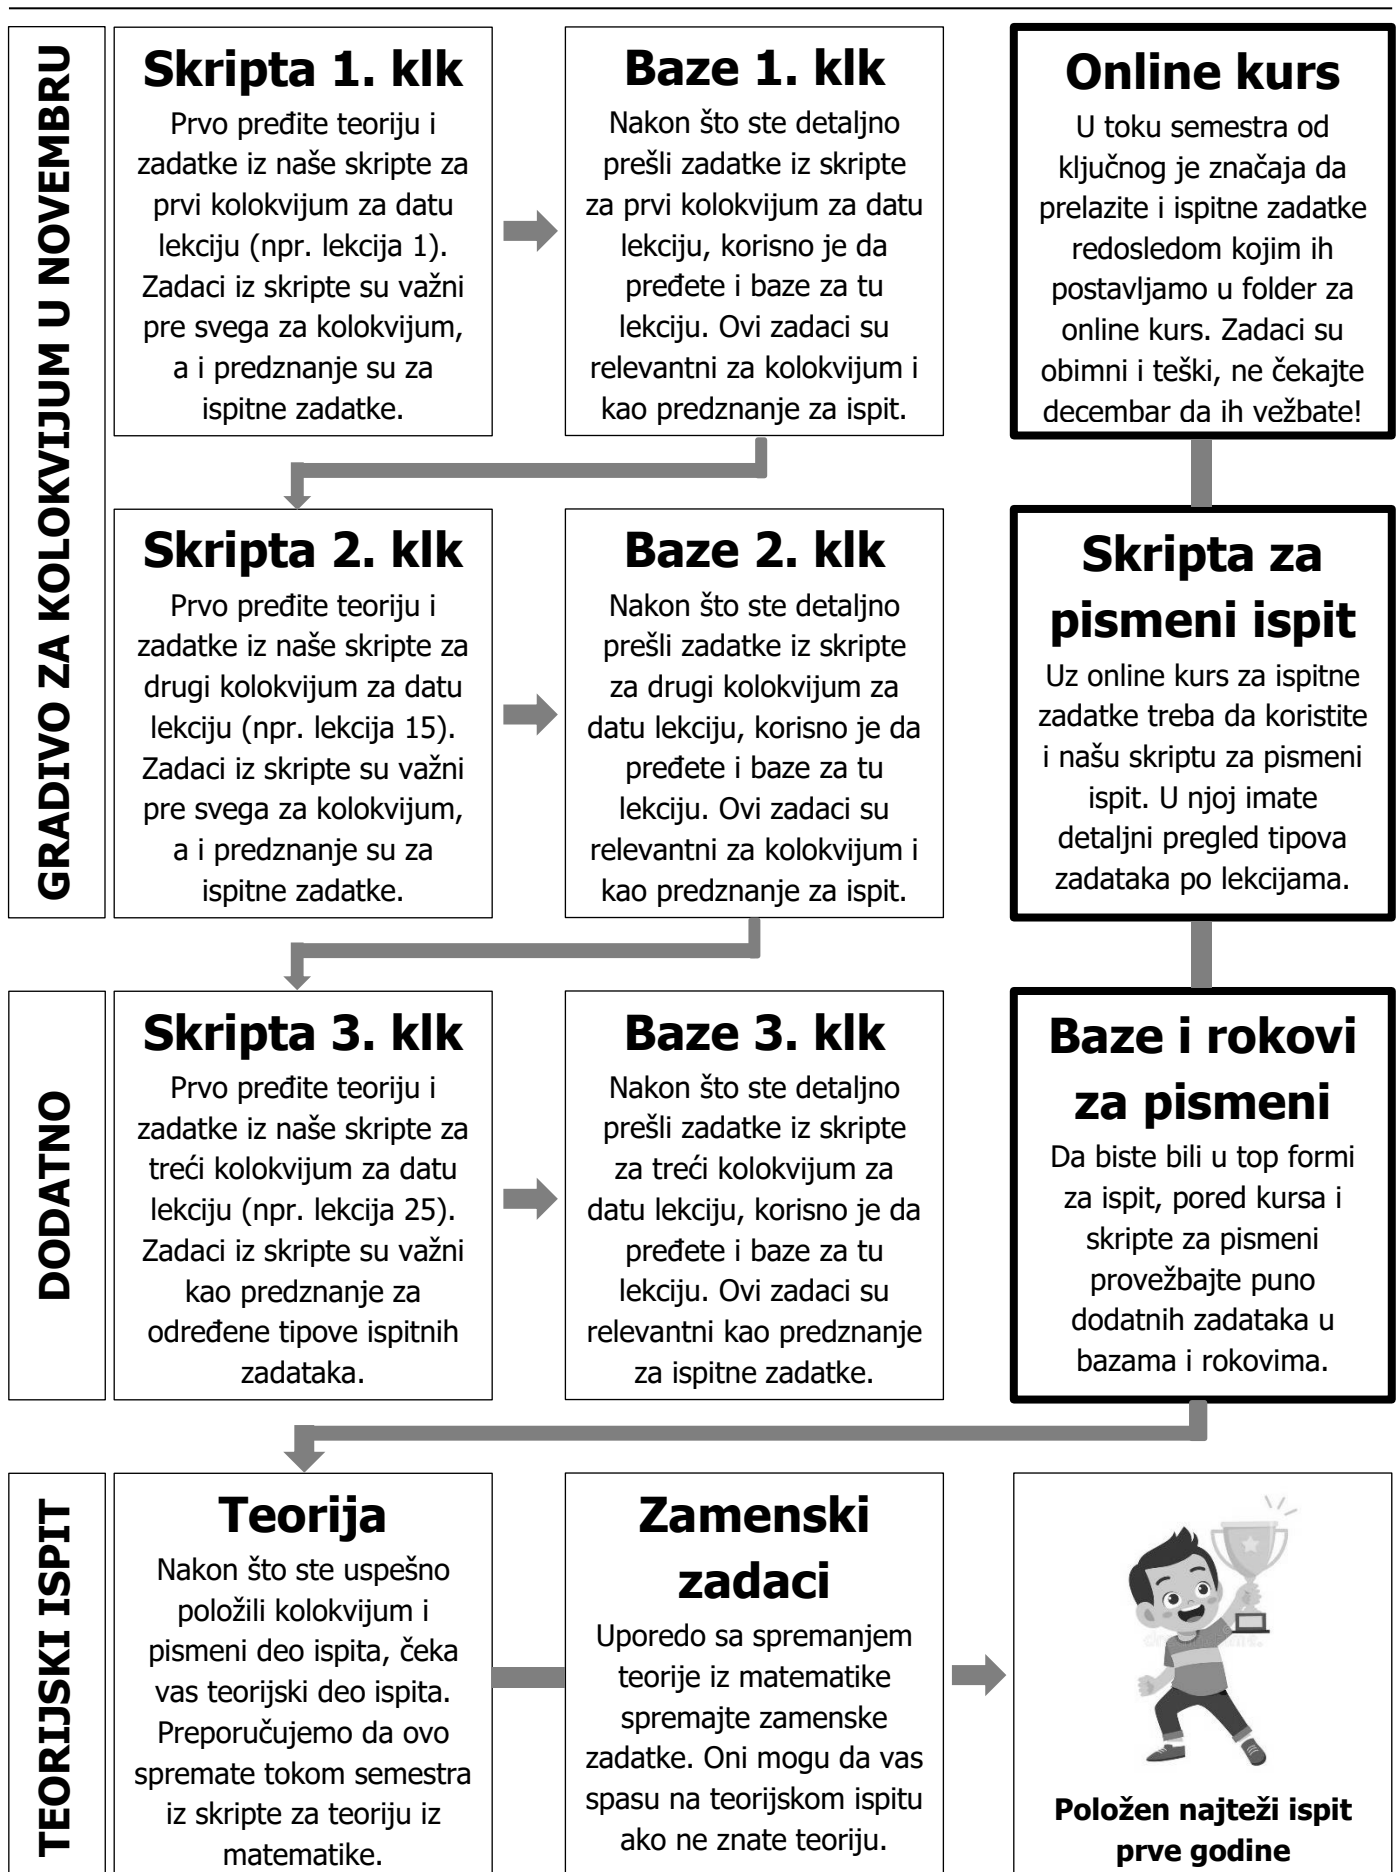 GRADIVO ZA KOLOKVIJUM U NOVEMBRU
Skripta 1. klk
Prvo pređite teoriju i
zadatke iz naše skripte za
prvi kolokvijum za datu
lekciju (npr. lekcija 1).
Zadaci iz skripte su važni
pre svega za kolokvijum,
a i predznanje su za
ispitne zadatke.
Baze 1. klk
Nakon što ste detaljno
prešli zadatke iz skripte
za prvi kolokvijum za datu
lekciju, korisno je da
pređete i baze za tu
lekciju. Ovi zadaci su
relevantni za kolokvijum i
kao predznanje za ispit.
Online kurs
U toku semestra od
ključnog je značaja da
prelazite i ispitne zadatke
redosledom kojim ih
postavljamo u folder za
online kurs. Zadaci su
obimni i teški, ne čekajte
decembar da ih vežbate!
Skripta 2. klk
Prvo pređite teoriju i
zadatke iz naše skripte za
drugi kolokvijum za datu
lekciju (npr. lekcija 15).
Zadaci iz skripte su važni
pre svega za kolokvijum,
a i predznanje su za
ispitne zadatke.
Baze 2. klk
Nakon što ste detaljno
prešli zadatke iz skripte
za drugi kolokvijum za
datu lekciju, korisno je da
pređete i baze za tu
lekciju. Ovi zadaci su
relevantni za kolokvijum i
kao predznanje za ispit.
Skripta za
pismeni ispit
Uz online kurs za ispitne
zadatke treba da koristite
i našu skriptu za pismeni
ispit. U njoj imate
detaljni pregled tipova
zadataka po lekcijama.
DODATNO
Skripta 3. klk
Prvo pređite teoriju i
zadatke iz naše skripte za
treći kolokvijum za datu
lekciju (npr. lekcija 25).
Zadaci iz skripte su važni
kao predznanje za
određene tipove ispitnih
zadataka.
Baze 3. klk
Nakon što ste detaljno
prešli zadatke iz skripte
za treći kolokvijum za
datu lekciju, korisno je da
pređete i baze za tu
lekciju. Ovi zadaci su
relevantni kao predznanje
za ispitne zadatke.
Baze i rokovi
za pismeni
Da biste bili u top formi
za ispit, pored kursa i
skripte za pismeni
provežbajte puno
dodatnih zadataka u
bazama i rokovima.
TEORIJSKI ISPIT
Teorija
Nakon što ste uspešno
položili kolokvijum i
pismeni deo ispita, čeka
vas teorijski deo ispita.
Preporučujemo da ovo
spremate tokom semestra
iz skripte za teoriju iz
matematike.
Zamenski
zadaci
Uporedo sa spremanjem
teorije iz matematike
spremajte zamenske
zadatke. Oni mogu da vas
spasu na teorijskom ispitu
ako ne znate teoriju.
Položen najteži ispit
prve godine